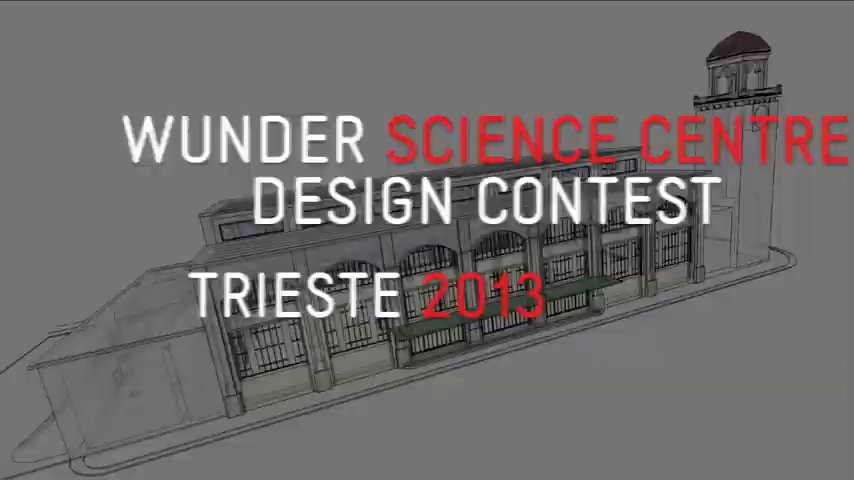 WUNDER SCIENCE CENTRE
DESIGN CONTEST
TRIESTE 2013